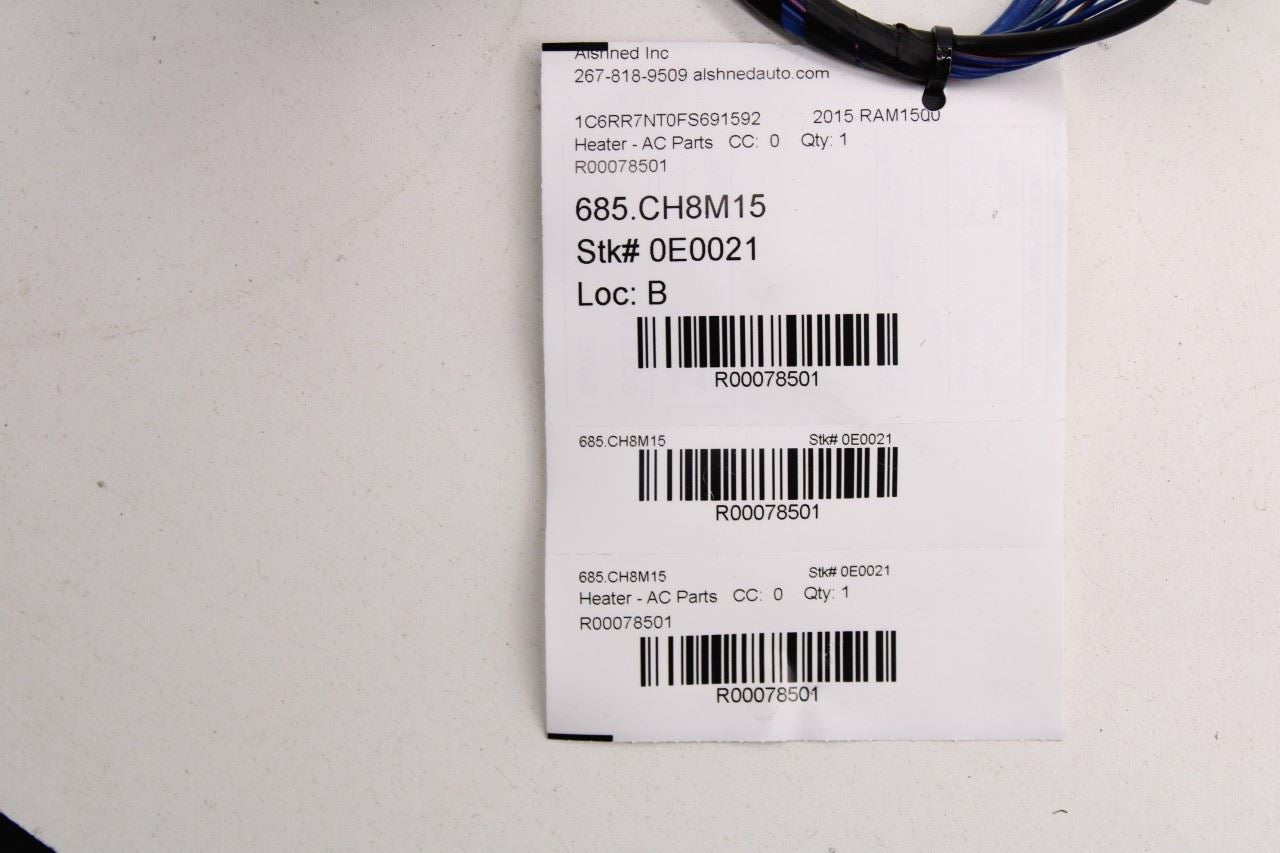 Alshned Inc
267-818-9509 alshnedauto.com
1C6RR7NT0FS691592 2015 RAM1500
Heater - AC Parts CC: 0 Qty: 1
R00078501
685.CH8M15
Stk# 0E0021
Loc: B
R00078501
685.CH8M15 Stk# 0E0021
R00078501
685.CH8M15 Stk# 0E0021
Heater - AC Parts CC: 0 Qty: 1
R00078501
R00078501